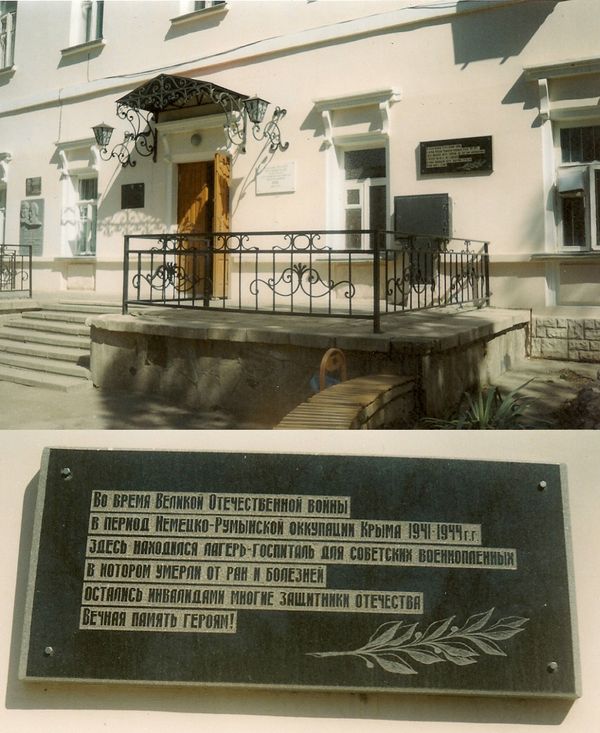 Во время Великой Отечественной войны
в период Немецко-Румынской оккупации Крыма 1941-1944 г.г.
здесь находился лагерь-госпиталь для советских военнопленных
в котором умерли от ран и болезней
остались инвалидами многие защитники отечества
Вечная память героям!